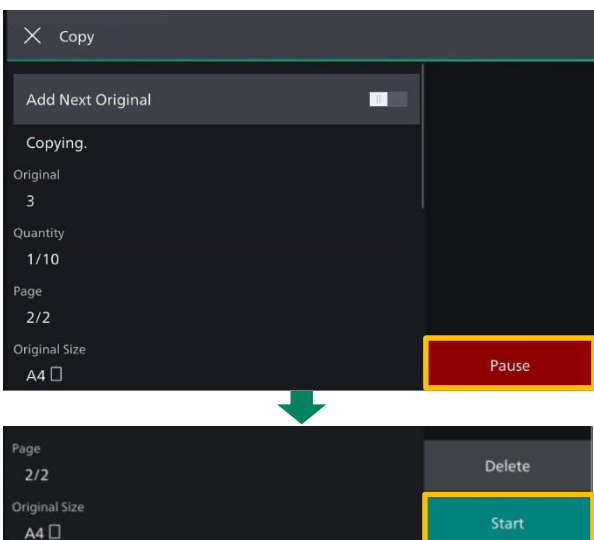 Copy
Add Next Original
Copying.
Original
3
Quantity
1/10
Page
2/2
Original Size
A4
Pause
Page
2/2
Delete
Original Size
A4
Start